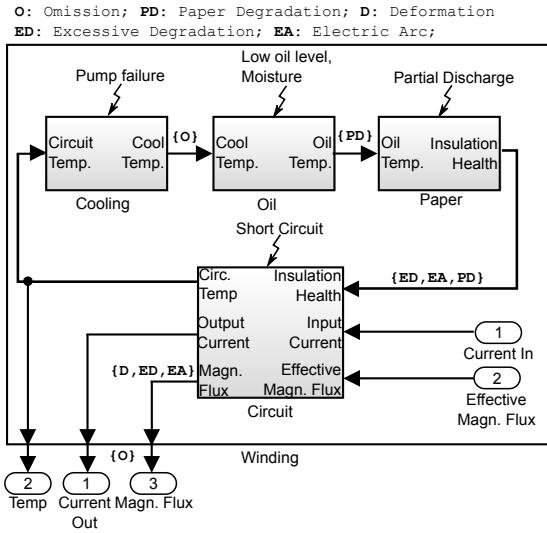 O: Omission; PD: Paper Degradation; D: Deformation
ED: Excessive Degradation; EA: Electric Arc;
Pump failure
Low oil level,
Moisture
Partial Discharge
Circuit
Temp.
Cool
Temp.
{O}
Cool
Temp.
Oil
Temp.
{PD}
Oil
Temp.
Insulation
Health
Cooling
Oil
Paper
Short Circuit
Circ.
Temp
Insulation
Health
{ED,EA,PD}
Output
Current
Input
Current
1
Current In
{D,ED,EA}
Magn.
Flux
Effective
Magn. Flux
2
Effective
Magn. Flux
Circuit
{O}
Winding
2
Temp
1
Current
Out
3
Magn. Flux